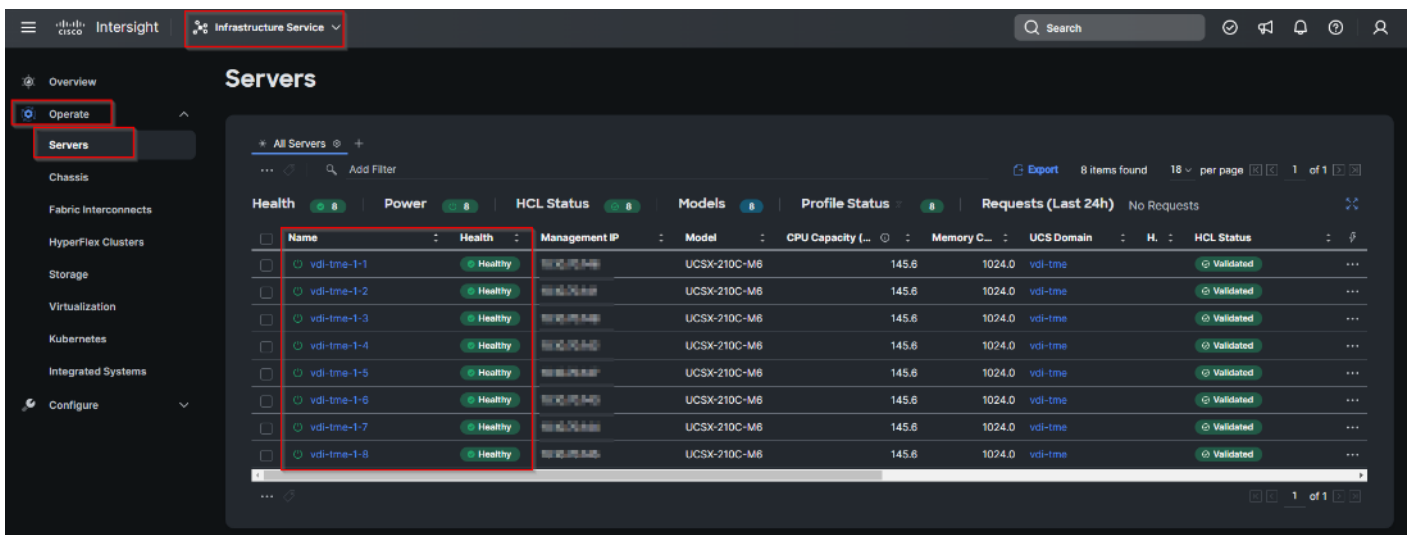 cisco Intersight Infrastructure Service Search
Overview
Operate
Servers
Chassis
Fabric Interconnects
HyperFlex Clusters
Storage
Virtualization
Kubernetes
Integrated Systems
Configure
Servers
All Servers
Add Filter Export 8 items found 18 per page 1 of 1
Health 8 Power 8 HCL Status 8 Models 8 Profile Status 8 Requests (Last 24h) No Requests
Name Health Management IP Model CPU Capacity (... Memory C... UCS Domain H. HCL Status
vdi-tme-1-1 Healthy UCSX-210C-M6 145.6 1024.0 vdi-tme Validated
vdi-tme-1-2 Healthy UCSX-210C-M6 145.6 1024.0 vdi-tme Validated
vdi-tme-1-3 Healthy UCSX-210C-M6 145.6 1024.0 vdi-tme Validated
vdi-tme-1-4 Healthy UCSX-210C-M6 145.6 1024.0 vdi-tme Validated
vdi-tme-1-5 Healthy UCSX-210C-M6 145.6 1024.0 vdi-tme Validated
vdi-tme-1-6 Healthy UCSX-210C-M6 145.6 1024.0 vdi-tme Validated
vdi-tme-1-7 Healthy UCSX-210C-M6 145.6 1024.0 vdi-tme Validated
vdi-tme-1-8 Healthy UCSX-210C-M6 145.6 1024.0 vdi-tme Validated
1 of 1